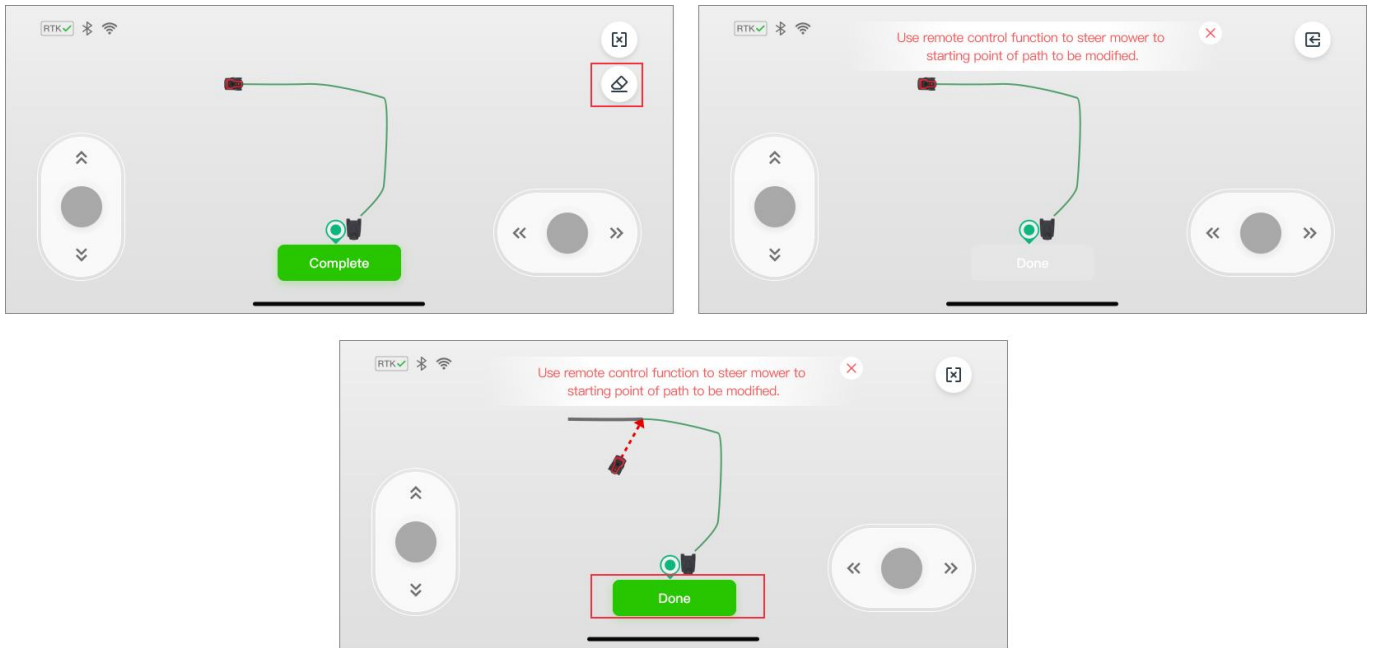 RTK
Complete
RTK
Use remote control function to steer mower to
starting point of path to be modified.
Done
RTK
Use remote control function to steer mower to
starting point of path to be modified.
Done